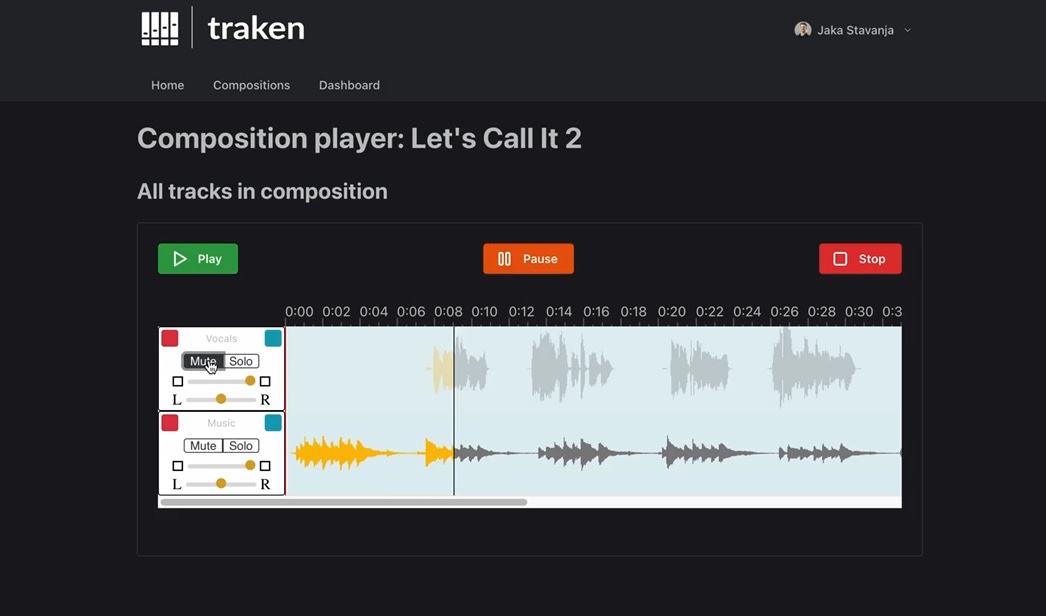 traken
Jaka Stavanja
Home Compositions Dashboard
Composition player: Let's Call It 2
All tracks in composition
Play Pause Stop
0:00 0:02 0:04 0:06 0:08 0:10 0:12 0:14 0:16 0:18 0:20 0:22 0:24 0:26 0:28 0:30 0:3
Vocals
Mute Solo
L R
Music
Mute Solo
L R